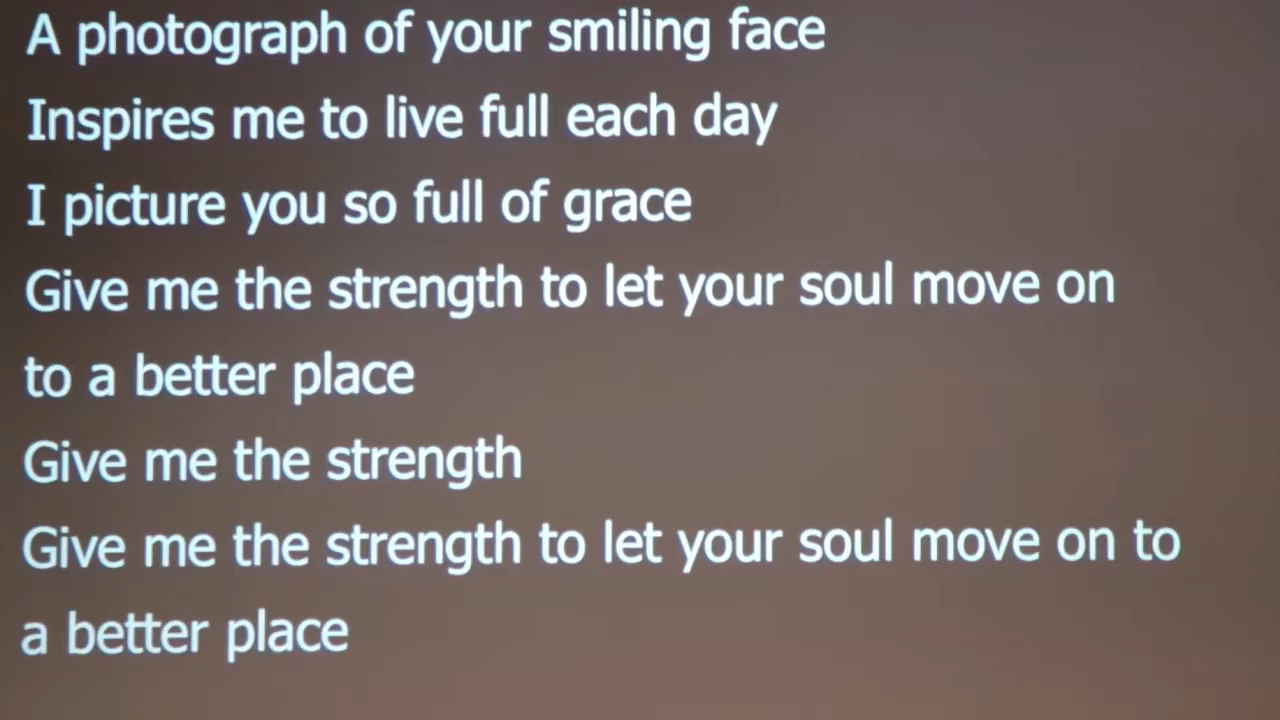 A photograph of your smiling face
Inspires me to live full each day
I picture you so full of grace
Give me the strength to let your soul move on
to a better place
Give me the strength
Give me the strength to let your soul move on to
a better place